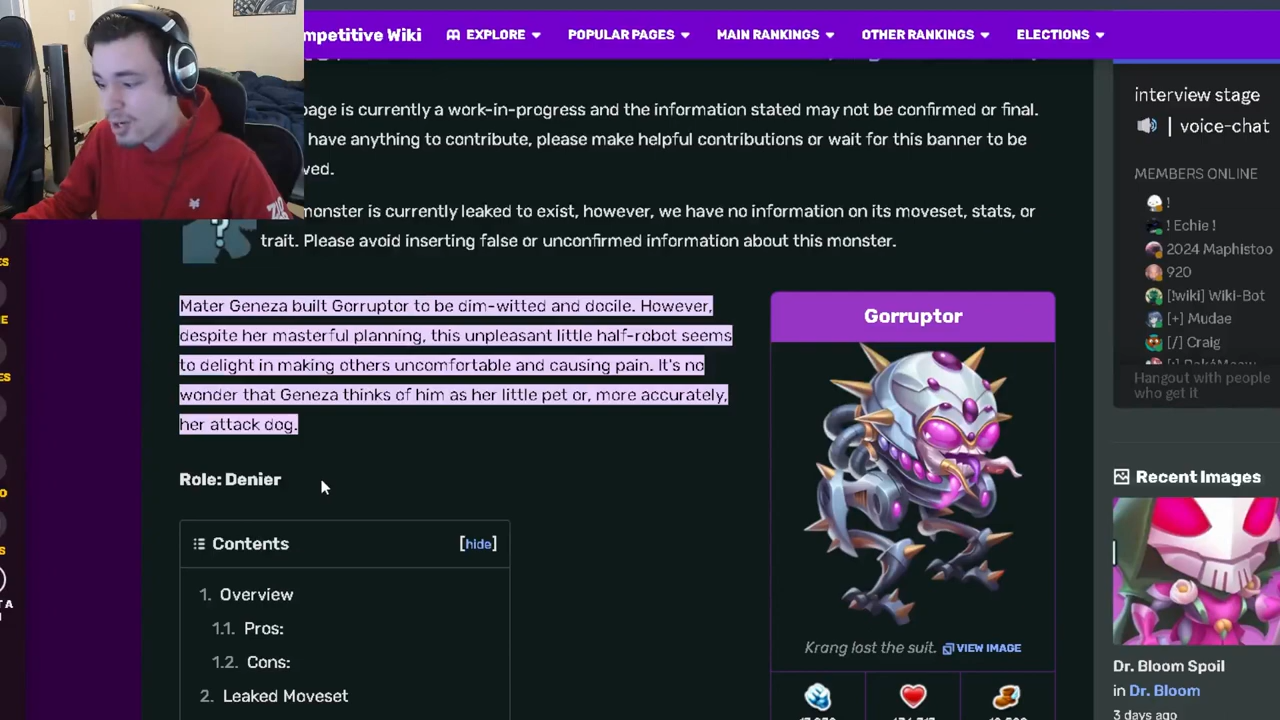 mpetitive Wiki
EXPLORE
POPULAR PAGES
MAIN RANKINGS
OTHER RANKINGS
ELECTIONS
page is currently a work-in-progress and the information stated may not be confirmed or final.
have anything to contribute, please make helpful contributions or wait for this banner to be
ved.
monster is currently leaked to exist, however, we have no information on its moveset, stats, or
trait. Please avoid inserting false or unconfirmed information about this monster.
Mater Geneza built Gorruptor to be dim-witted and docile. However,
despite her masterful planning, this unpleasant little half-robot seems
to delight in making others uncomfortable and causing pain. It's no
wonder that Geneza thinks of him as her little pet or, more accurately,
her attack dog.
Role: Denier
Contents [hide]
1. Overview
1.1. Pros:
1.2. Cons:
2. Leaked Moveset
Gorruptor
Krang lost the suit. VIEW IMAGE
interview stage
| voice-chat
MEMBERS ONLINE
!
! Echie !
2024 Maphistoo
920
[!wiki] Wiki-Bot
[+] Mudae
[/] Craig
Hangout with people
who get it
Recent Images
Dr. Bloom Spoil
in Dr. Bloom
3 days ago